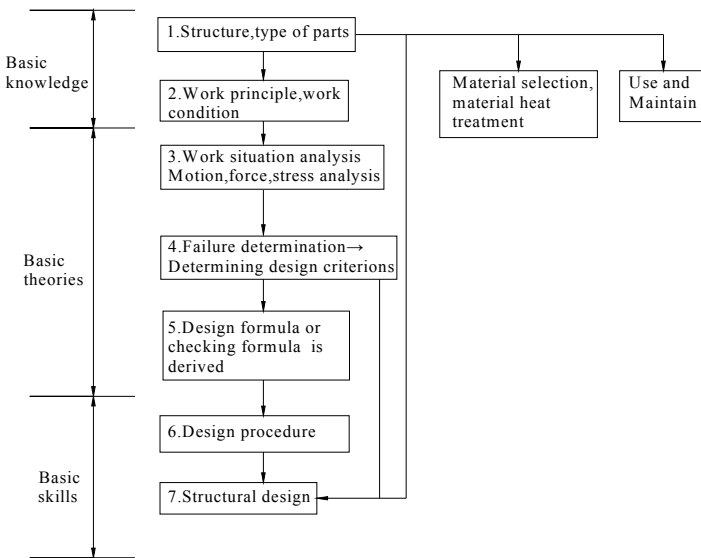 Basic
knowledge
1.Structure,type of parts
2.Work principle,work
condition
Material selection,
material heat
treatment
Use and
Maintain
Basic
theories
3.Work situation analysis
Motion,force,stress analysis
4.Failure determination→
Determining design criterions
5.Design formula or
checking formula is
derived
Basic
skills
6.Design procedure
7.Structural design